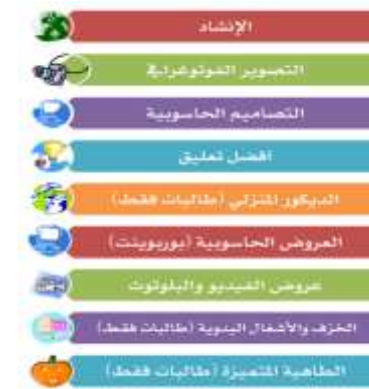 الإنشاد
التصوير الفوتوغرافي
التصاميم الحاسوبية
افضل تعليق
الديكور المنزلي (طالبات فقط)
العروض الحاسوبية (بوربوينت)
عروض الفيديو والبلوتوث
الخزف والأشغال اليدوية (طالبات فقط)
الطاهية المتميزة (طالبات فقط)